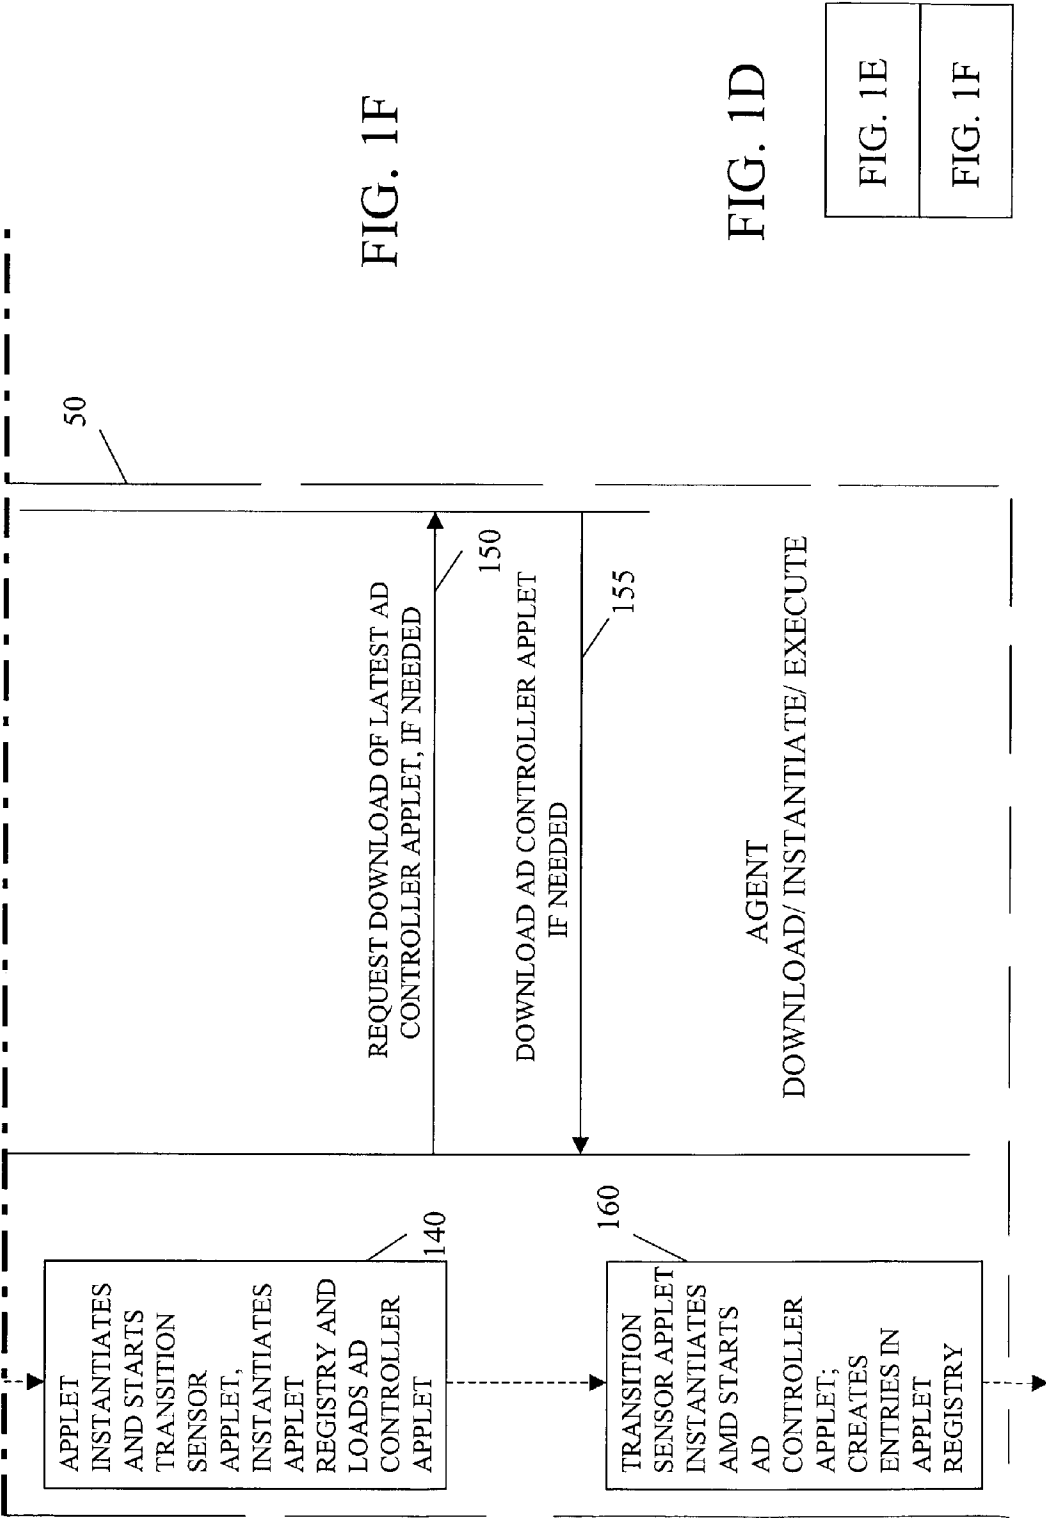 APPLET
INSTANTIATES
AND STARTS
TRANSITION
SENSOR
APPLET,
INSTANTIATES
APPLET
REGISTRY AND
LOADS AD
CONTROLLER
APPLET
140
REQUEST DOWNLOAD OF LATEST AD
CONTROLLER APPLET, IF NEEDED
150
50
DOWNLOAD AD CONTROLLER APPLET
IF NEEDED
155
TRANSITION
SENSOR APPLET
INSTANTIATES
AMD STARTS
AD
CONTROLLER
APPLET;
CREATES
ENTRIES IN
APPLET
REGISTRY
160
AGENT
DOWNLOAD/ INSTANTIATE/ EXECUTE
FIG. 1F
FIG. 1D
FIG. 1E
FIG. 1F